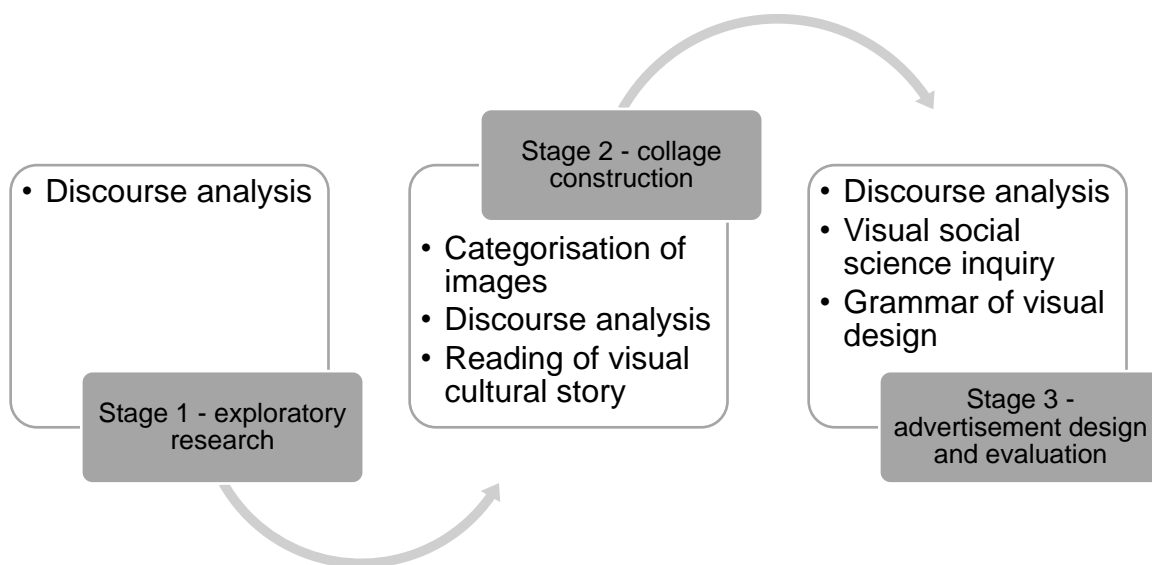 • Discourse analysis
Stage 1 - exploratory
research
Stage 2 - collage
construction
• Categorisation of
images
• Discourse analysis
• Reading of visual
cultural story
• Discourse analysis
• Visual social
science inquiry
• Grammar of visual
design
Stage 3 -
advertisement design
and evaluation